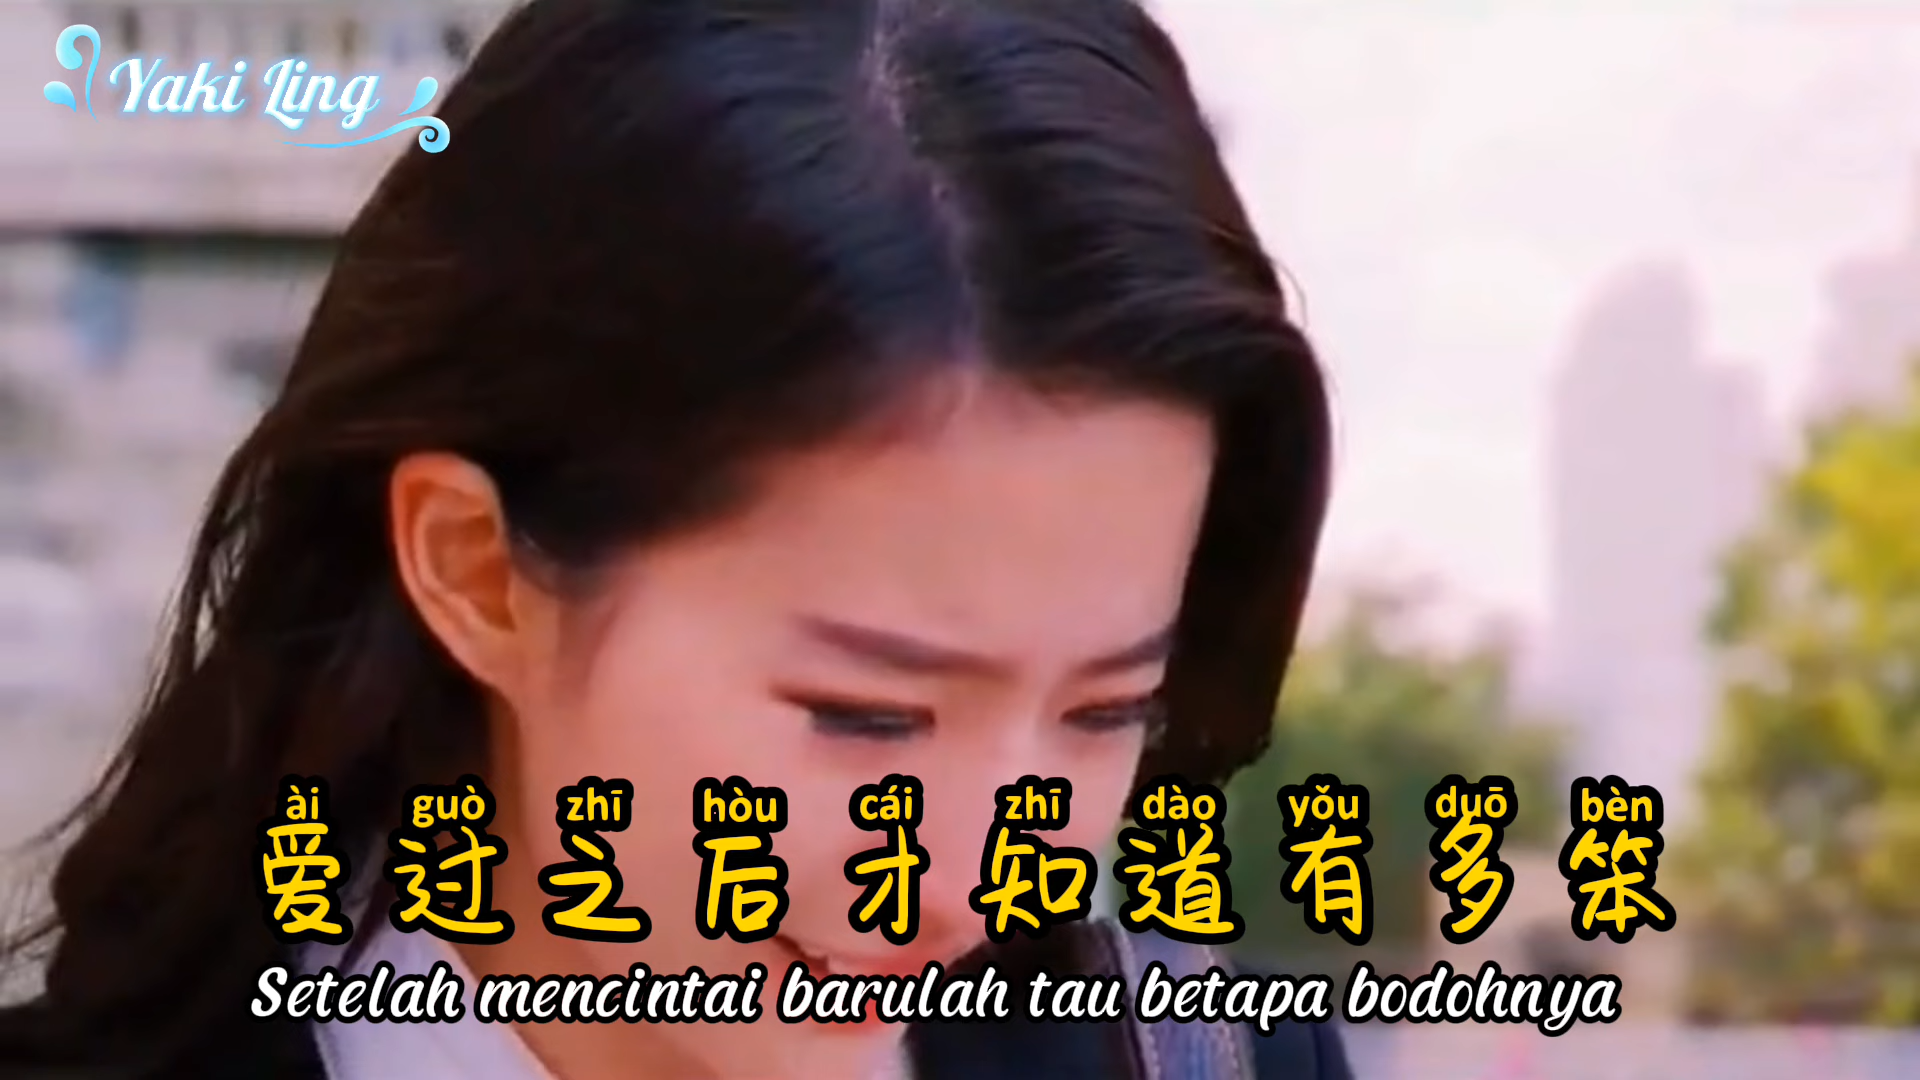 Yaki Ling
ài guò zhī hòu cái zhī dào yǒu duō bèn
爱过之后才知道有多笨
Setelah mencintai barulah tau betapa bodohnya